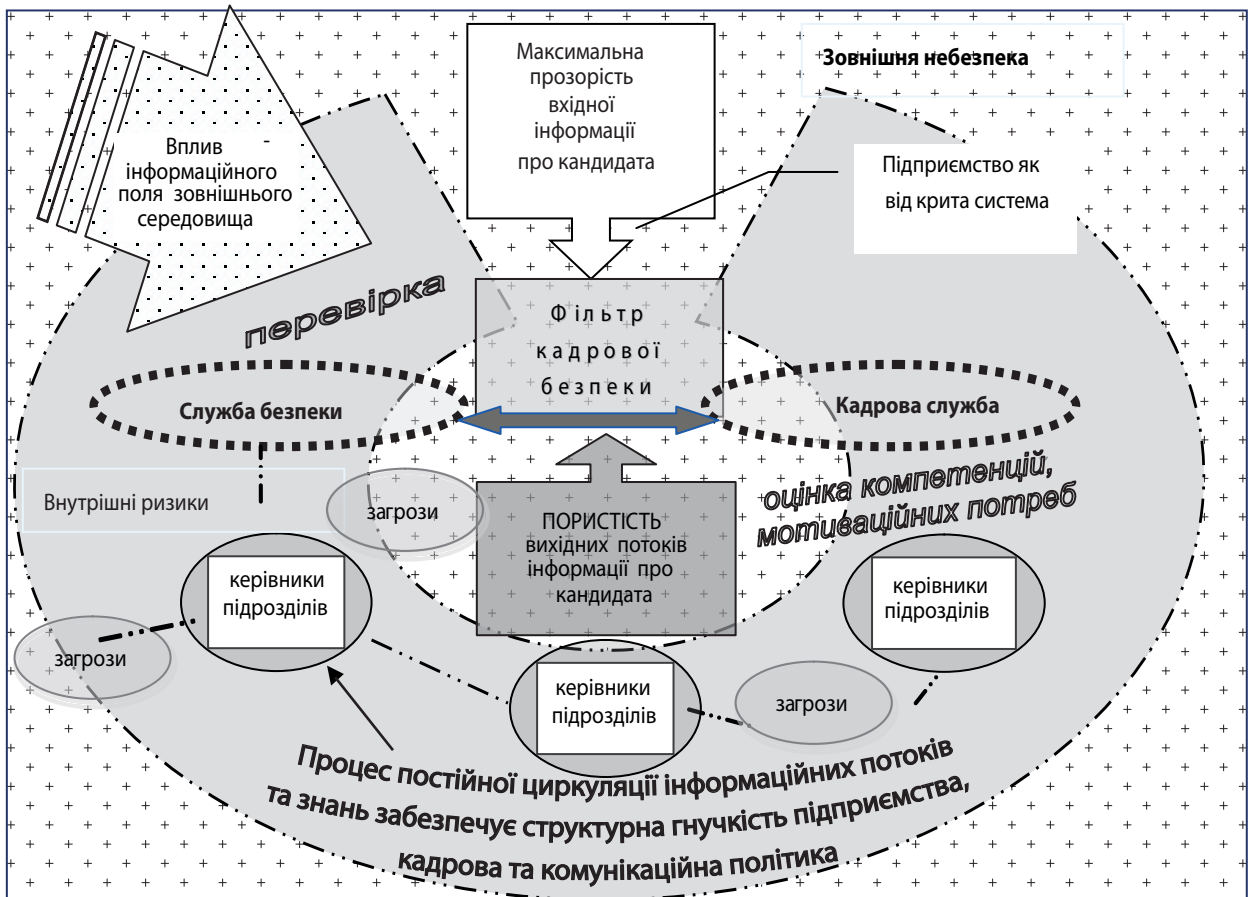 Максимальна
прозорість
вхідної
інформації
про кандидата
Зовнішня небезпека
Вплив -
інформаційного
поля зовнішнього
середовища
Підприємство як
від крита система
перевірка
Фільтр
кадрової
безпеки
Служба безпеки
Кадрова служба
оцінка компетенцій,
мотиваційних потреб
Внутрішні ризики
загрози
ПОРИСТІСТЬ
вихідних потоків
інформації про
кандидата
керівники
підрозділів
керівники
підрозділів
загрози
керівники
підрозділів
загрози
Процес постійної циркуляції інформаційних потоків
та знань забезпечує структурна гнучкість підприємства,
кадрова та комунікаційна політика